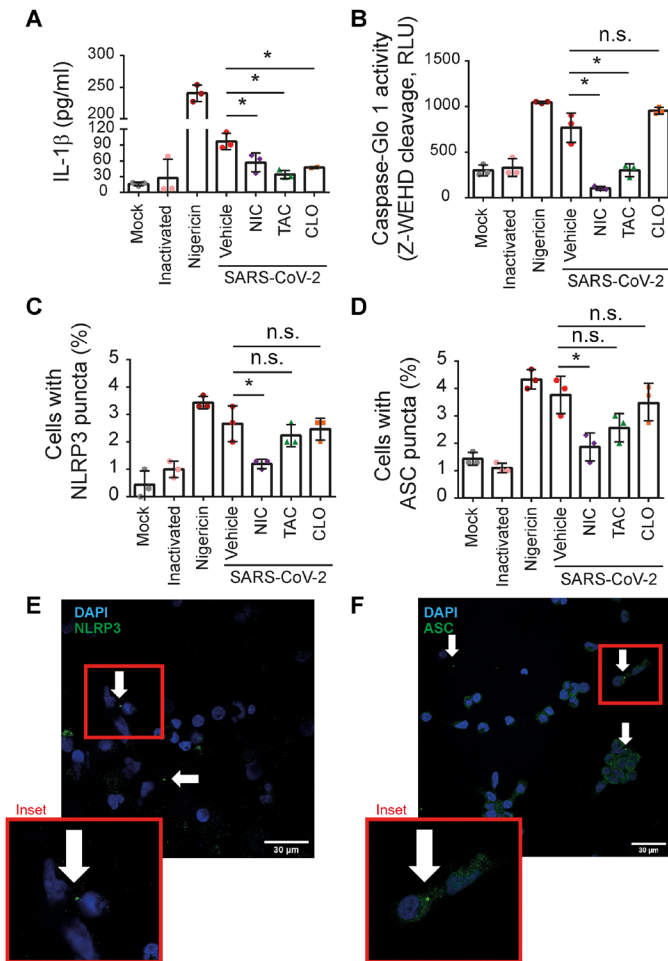 A
IL-1β (pg/ml)
300
250
200
150
120
90
60
30
0
*
*
*
Mock
Inactivated
Nigericin
Vehicle
NIC
TAC
CLO
SARS-CoV-2
B
Caspase-Glo 1 activity
(Z-WEHD cleavage, RLU)
1500
1000
500
0
n.s.
*
*
Mock
Inactivated
Nigericin
Vehicle
NIC
TAC
CLO
SARS-CoV-2
C
Cells with
NLRP3 puncta (%)
5
4
3
2
1
0
n.s.
n.s.
*
Mock
Inactivated
Nigericin
Vehicle
NIC
TAC
CLO
SARS-CoV-2
D
Cells with
ASC puncta (%)
5
4
3
2
1
0
n.s.
n.s.
*
Mock
Inactivated
Nigericin
Vehicle
NIC
TAC
CLO
SARS-CoV-2
E
DAPI
NLRP3
30 µm
Inset
F
DAPI
ASC
30 µm
Inset